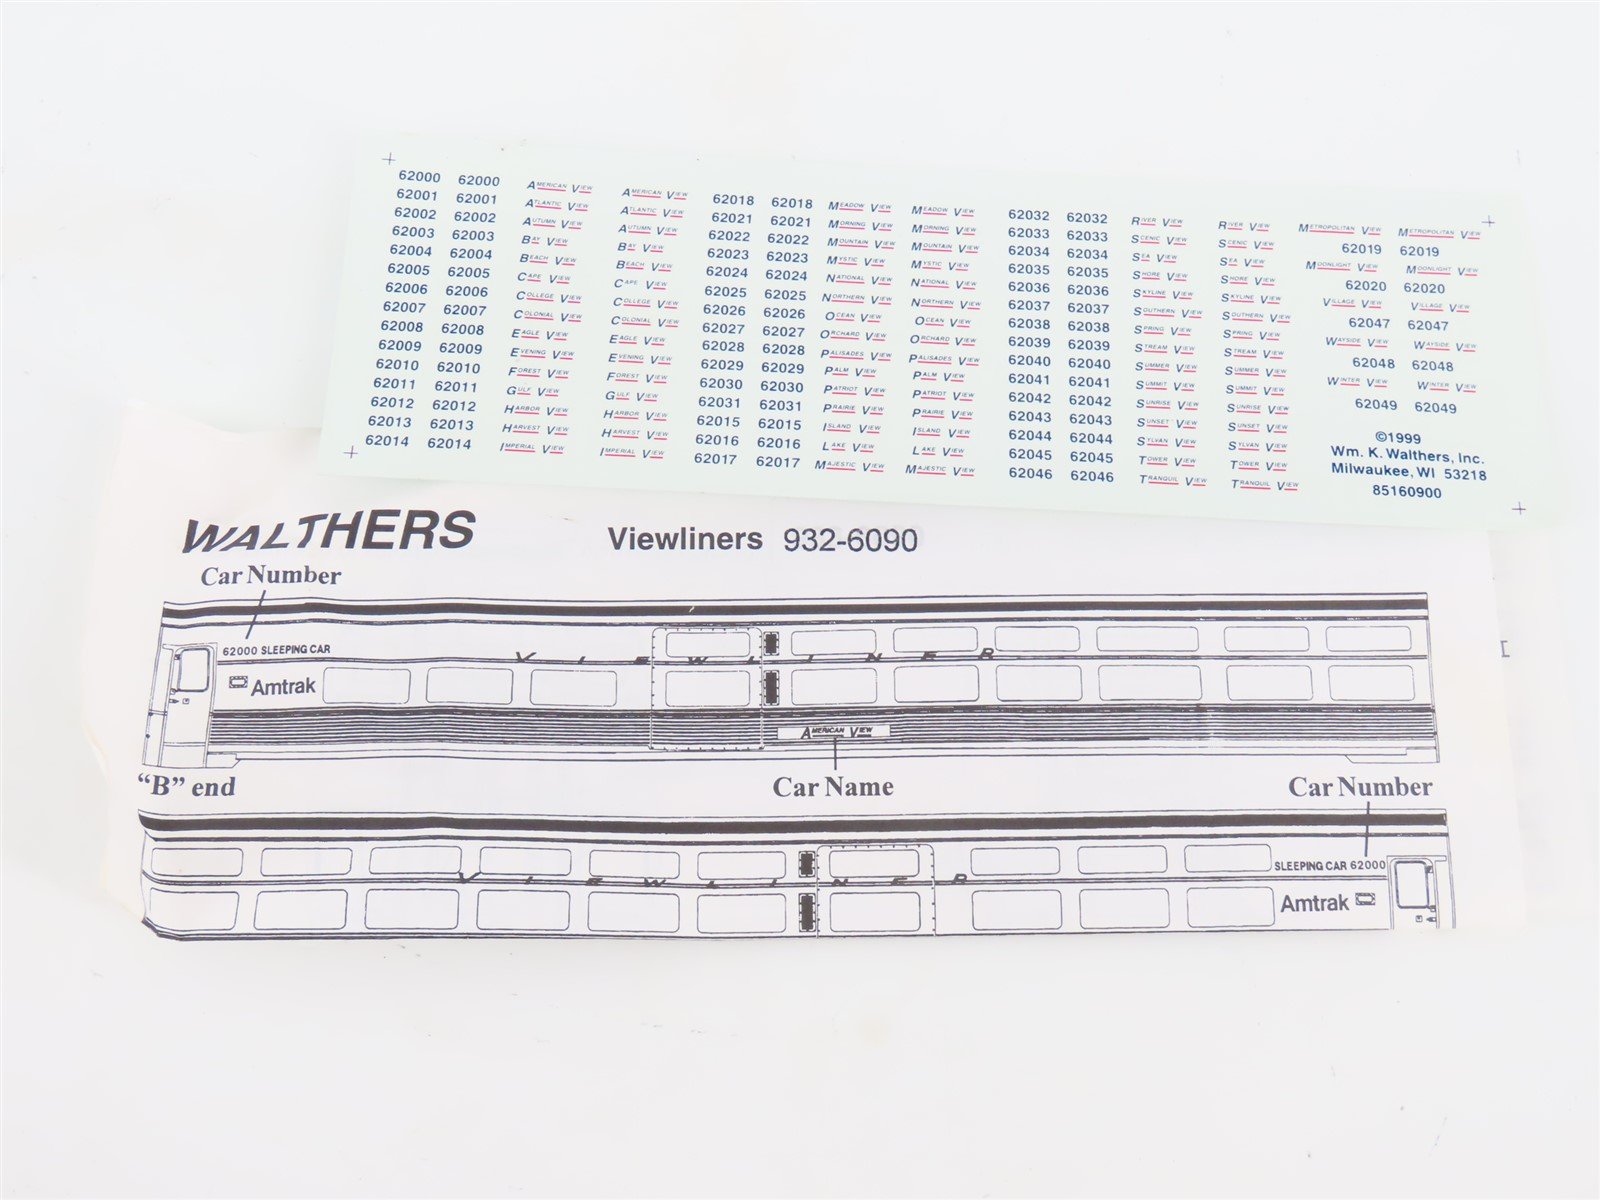 62000 62000 AMERICAN VIEW AMERICAN VIEW
62001 62001 ATLANTIC VIEW ATLANTIC VIEW
62002 62002 AUTUMN VIEW AUTUMN VIEW
62003 62003 BAY VIEW BAY VIEW
62004 62004 BEACH VIEW BEACH VIEW
62005 62005 CAPE VIEW CAPE VIEW
62006 62006 COLLEGE VIEW COLLEGE VIEW
62007 62007 COLONIAL VIEW COLONIAL VIEW
62008 62008 EAGLE VIEW EAGLE VIEW
62009 62009 EVENING VIEW EVENING VIEW
62010 62010 FOREST VIEW FOREST VIEW
62011 62011 GULF VIEW GULF VIEW
62012 62012 HARBOR VIEW HARBOR VIEW
62013 62013 HARVEST VIEW HARVEST VIEW
62014 62014 IMPERIAL VIEW IMPERIAL VIEW
62018 62018 MEADOW VIEW MEADOW VIEW
62021 62021 MORNING VIEW MORNING VIEW
62022 62022 MOUNTAIN VIEW MOUNTAIN VIEW
62023 62023 MYSTIC VIEW MYSTIC VIEW
62024 62024 NATIONAL VIEW NATIONAL VIEW
62025 62025 NORTHERN VIEW NORTHERN VIEW
62026 62026 OCEAN VIEW OCEAN VIEW
62027 62027 ORCHARD VIEW ORCHARD VIEW
62028 62028 PALISADES VIEW PALISADES VIEW
62029 62029 PALM VIEW PALM VIEW
62030 62030 PATRIOT VIEW PATRIOT VIEW
62031 62031 PRAIRIE VIEW PRAIRIE VIEW
62015 62015 ISLAND VIEW ISLAND VIEW
62016 62016 LAKE VIEW LAKE VIEW
62017 62017 MAJESTIC VIEW MAJESTIC VIEW
62032 62032 RIVER VIEW RIVER VIEW
62033 62033 SCENIC VIEW SCENIC VIEW
62034 62034 SEA VIEW SEA VIEW
62035 62035 SHORE VIEW SHORE VIEW
62036 62036 SKYLINE VIEW SKYLINE VIEW
62037 62037 SOUTHERN VIEW SOUTHERN VIEW
62038 62038 SPRING VIEW SPRING VIEW
62039 62039 STREAM VIEW STREAM VIEW
62040 62040 SUMMER VIEW SUMMER VIEW
62041 62041 SUMMIT VIEW SUMMIT VIEW
62042 62042 SUNRISE VIEW SUNRISE VIEW
62043 62043 SUNSET VIEW SUNSET VIEW
62044 62044 SYLVAN VIEW SYLVAN VIEW
62045 62045 TOWER VIEW TOWER VIEW
62046 62046 TRANQUIL VIEW TRANQUIL VIEW
METROPOLITAN VIEW METROPOLITAN VIEW
62019 62019
MOONLIGHT VIEW MOONLIGHT VIEW
62020 62020
VILLAGE VIEW VILLAGE VIEW
62047 62047
WAYSIDE VIEW WAYSIDE VIEW
62048 62048
WINTER VIEW WINTER VIEW
62049 62049
©1999
Wm. K. Walthers, Inc.
Milwaukee, WI 53218
85160900
WALTHERS Viewliners 932-6090
Car Number
62000 SLEEPING CAR
VIEWLINER
Amtrak
AMERICAN VIEW
"B" end Car Name Car Number
SLEEPING CAR 62000
VIEWLINER
Amtrak